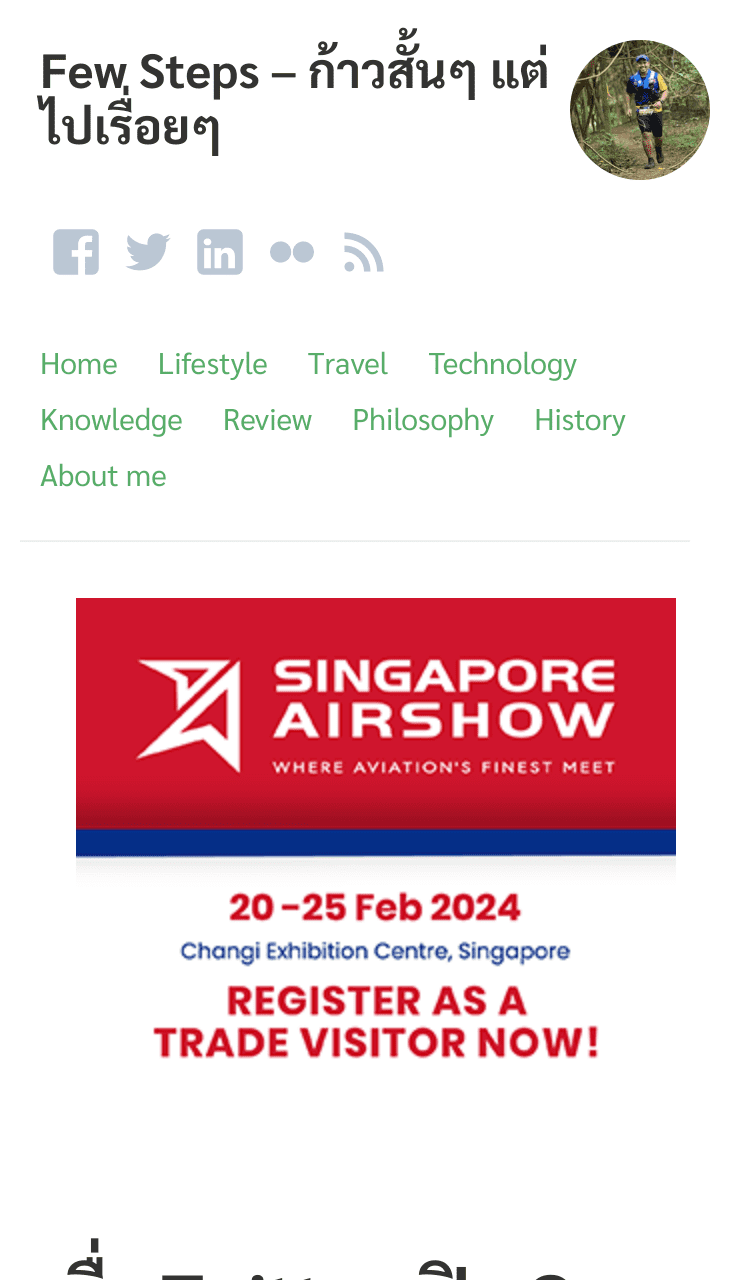 Few Steps – ก้าวสั้นๆ แต่
ไปเรื่อยๆ
Home Lifestyle Travel Technology
Knowledge Review Philosophy History
About me
SINGAPORE
AIRSHOW
WHERE AVIATION'S FINEST MEET
20 –25 Feb 2024
Changi Exhibition Centre, Singapore
REGISTER AS A
TRADE VISITOR NOW!